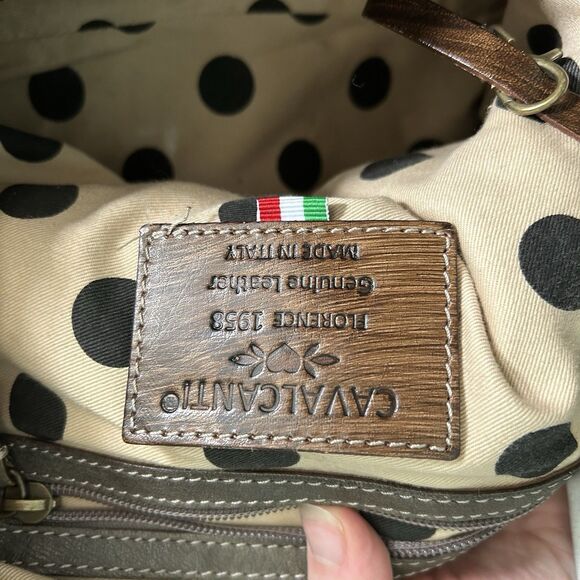 CAVALCANTI®
FLORENCE 1958
Genuine Leather
MADE IN ITALY